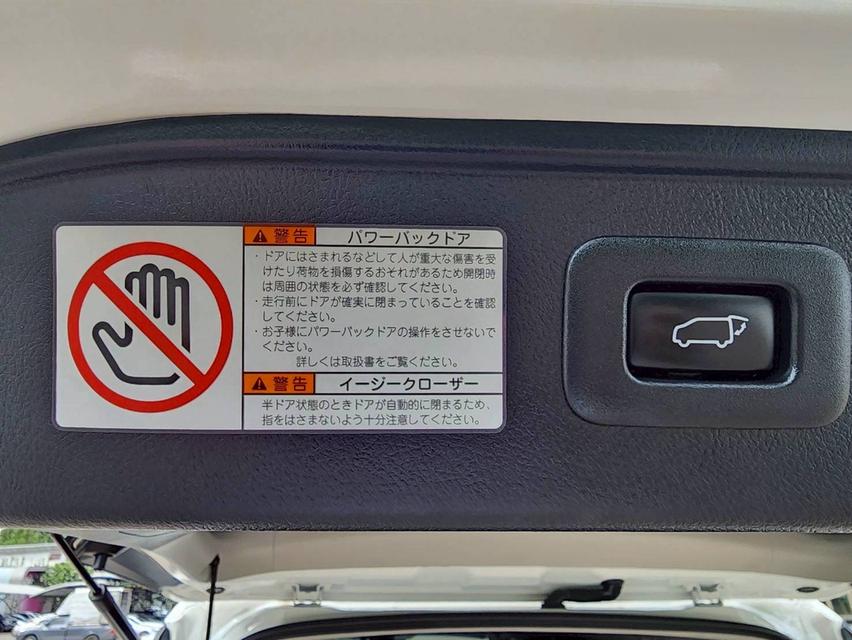 警告 パワーバックドア
・ドアにはさまれるなどして人が重大な傷害を受
けたり荷物を損傷するおそれがあるため開閉時
は周囲の状態を必ず確認してください。
・走行前にドアが確実に閉まっていることを確認
してください。
・お子様にパワーバックドアの操作をさせないで
ください。
詳しくは取扱書をご覧ください。
警告 イージークローザー
半ドア状態のときドアが自動的に閉まるため、
指をはさまないよう十分注意してください。